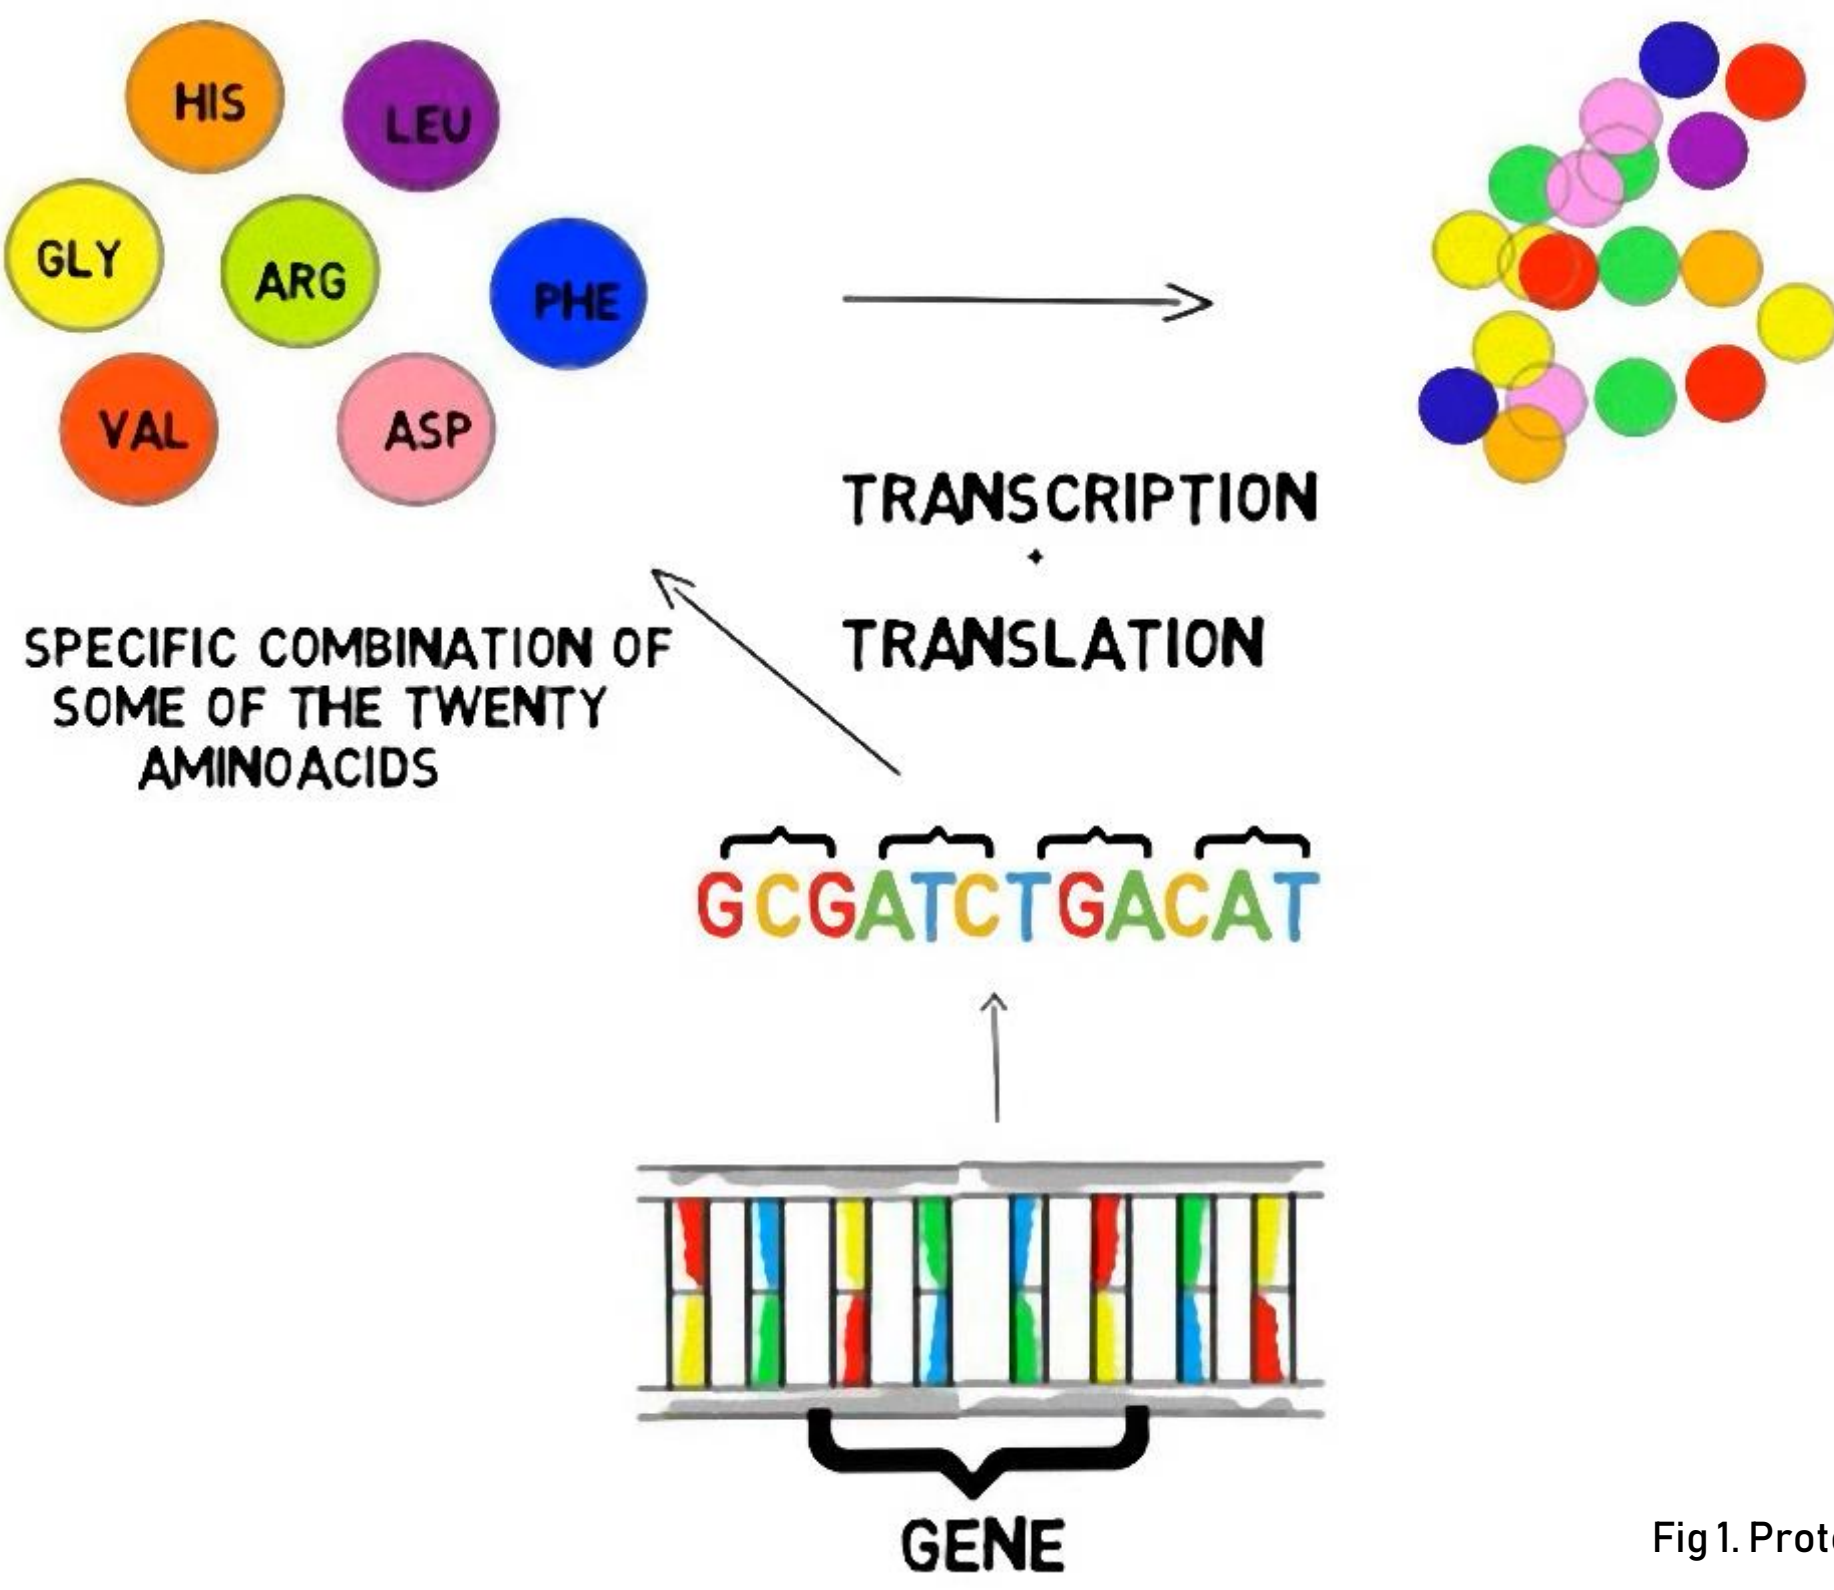 HIS
LEU
GLY
ARG
PHE
VAL
ASP
TRANSCRIPTION
TRANSLATION
SPECIFIC COMBINATION OF
SOME OF THE TWENTY
AMINOACIDS
GCGATCTGACAT
GENE
Fig 1.